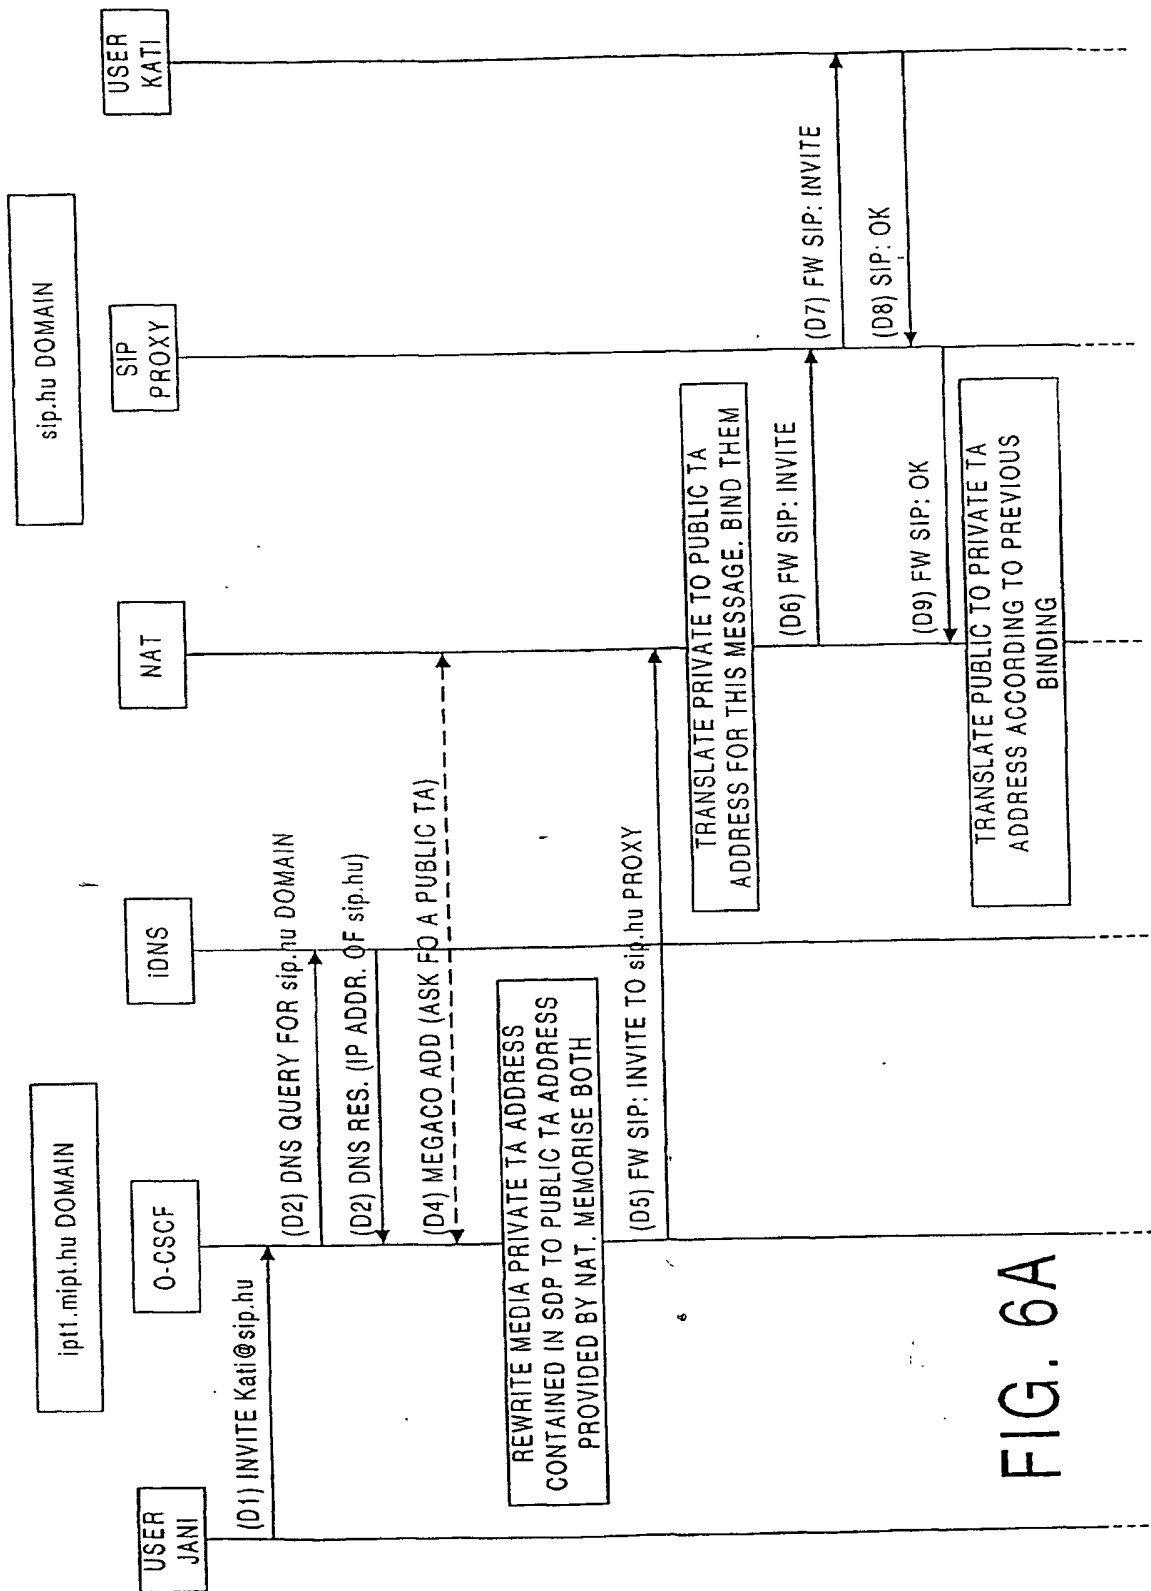 ipt1.mipt.hu DOMAIN
sip.hu DOMAIN
USER
JANI
O-CSCF
iDNS
NAT
SIP
PROXY
USER
KATI
(D1) INVITE Kati@sip.hu
(D2) DNS QUERY FOR sip.hu DOMAIN
(D2) DNS RES. (IP ADDR. OF sip.hu)
(D4) MEGACO ADD (ASK FO A PUBLIC TA)
REWRITE MEDIA PRIVATE TA ADDRESS
CONTAINED IN SDP TO PUBLIC TA ADDRESS
PROVIDED BY NAT. MEMORISE BOTH
(D5) FW SIP: INVITE TO sip.hu PROXY
TRANSLATE PRIVATE TO PUBLIC TA
ADDRESS FOR THIS MESSAGE. BIND THEM
(D6) FW SIP: INVITE
(D7) FW SIP: INVITE
(D8) SIP: OK
(D9) FW SIP: OK
TRANSLATE PUBLIC TO PRIVATE TA
ADDRESS ACCORDING TO PREVIOUS
BINDING
FIG. 6A